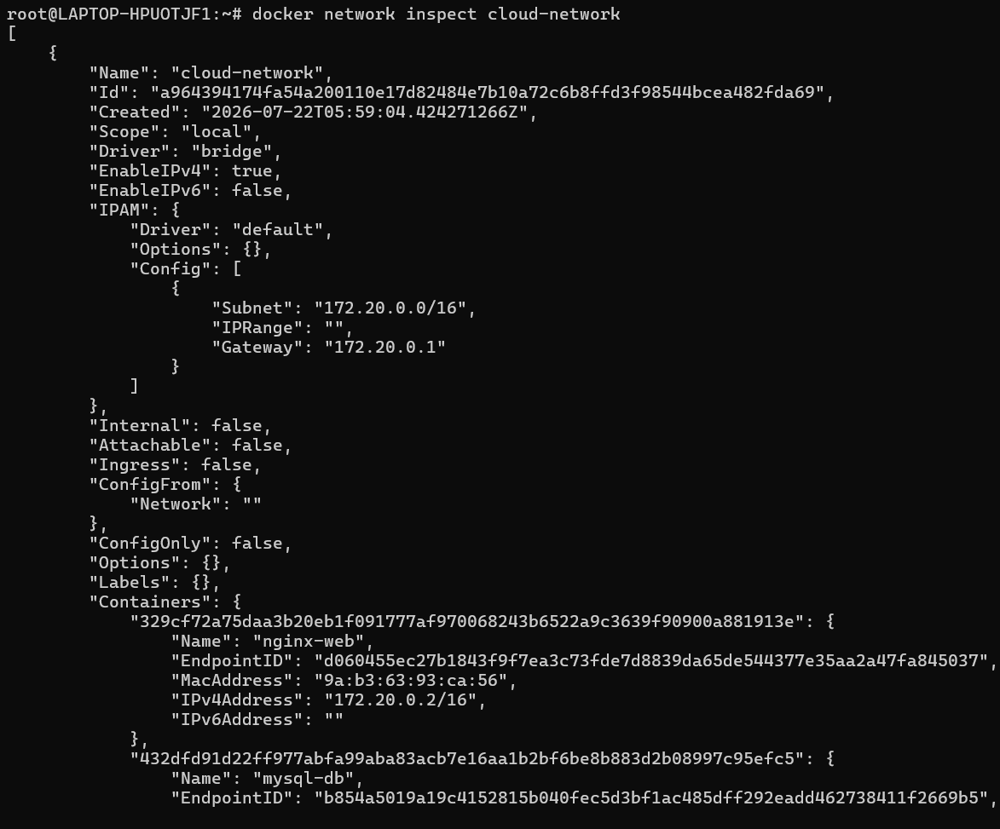 root@LAPTOP-HPUOTJF1:~# docker network inspect cloud-network
[
    {
        "Name": "cloud-network",
        "Id": "a964394174fa54a200110e17d82484e7b10a72c6b8ffd3f98544bcea482fda69",
        "Created": "2026-07-22T05:59:04.424271266Z",
        "Scope": "local",
        "Driver": "bridge",
        "EnableIPv4": true,
        "EnableIPv6": false,
        "IPAM": {
            "Driver": "default",
            "Options": {},
            "Config": [
                {
                    "Subnet": "172.20.0.0/16",
                    "IPRange": "",
                    "Gateway": "172.20.0.1"
                }
            ]
        },
        "Internal": false,
        "Attachable": false,
        "Ingress": false,
        "ConfigFrom": {
            "Network": ""
        },
        "ConfigOnly": false,
        "Options": {},
        "Labels": {},
        "Containers": {
            "329cf72a75daa3b20eb1f091777af970068243b6522a9c3639f90900a881913e": {
                "Name": "nginx-web",
                "EndpointID": "d060455ec27b1843f9f7ea3c73fde7d8839da65de544377e35aa2a47fa845037",
                "MacAddress": "9a:b3:63:93:ca:56",
                "IPv4Address": "172.20.0.2/16",
                "IPv6Address": ""
            },
            "432dfd91d22ff977abfa99aba83acb7e16aa1b2bf6be8b883d2b08997c95efc5": {
                "Name": "mysql-db",
                "EndpointID": "b854a5019a19c4152815b040fec5d3bf1ac485dff292eadd462738411f2669b5",